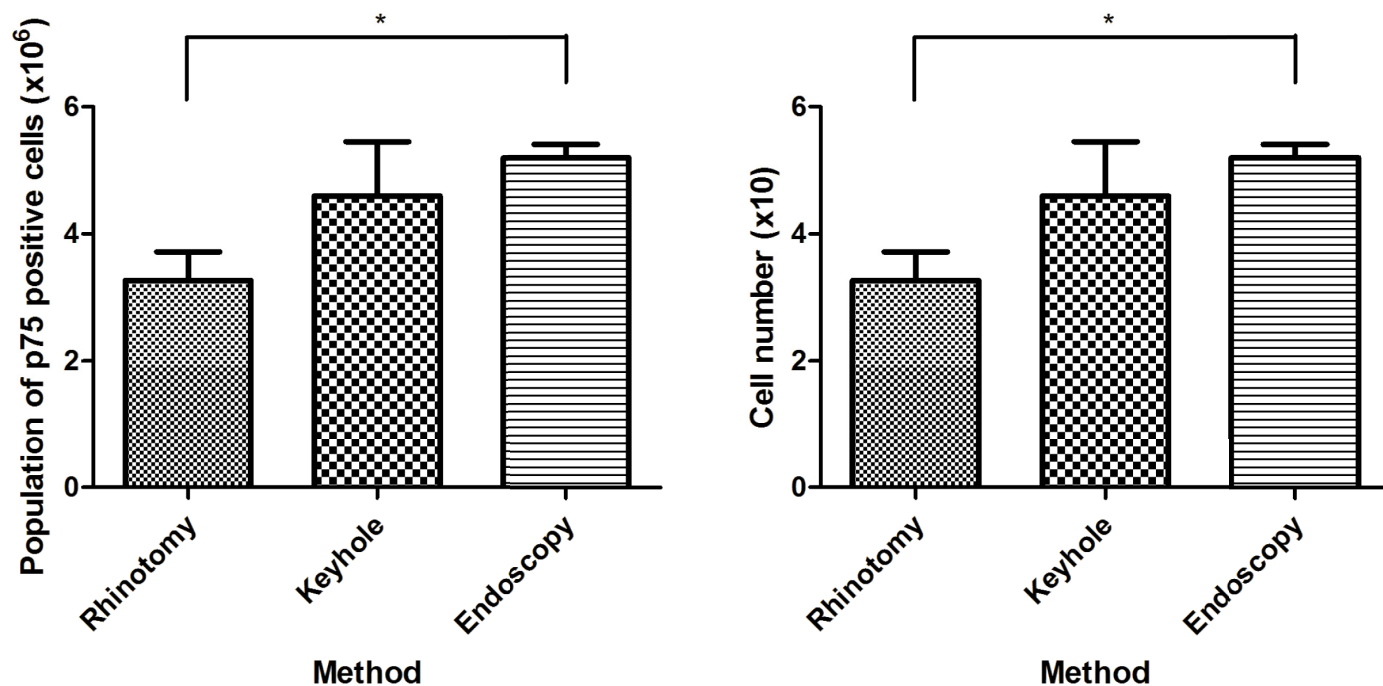 *
Population of p75 positive cells (x10⁶)
6
4
2
0
Rhinotomy
Keyhole
Endoscopy
Method
*
Cell number (x10)
6
4
2
0
Rhinotomy
Keyhole
Endoscopy
Method